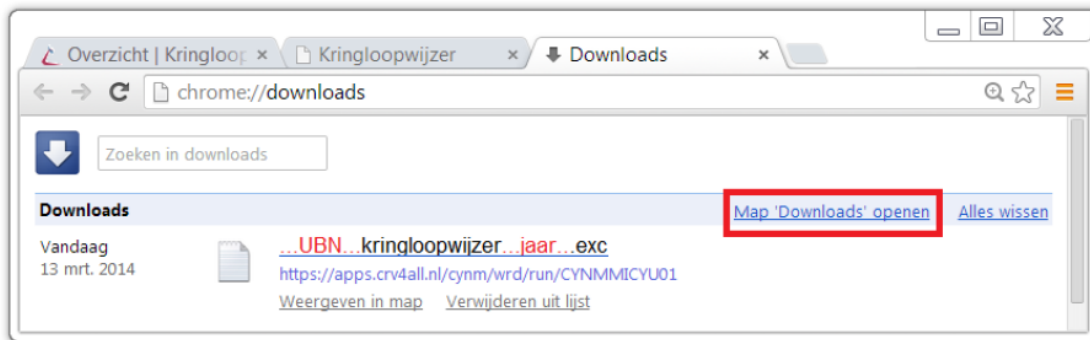 Overzicht | Kringloop
Kringloopwijzer
Downloads
chrome://downloads
Zoeken in downloads
Downloads Map 'Downloads' openen Alles wissen
Vandaag ...UBN...kringloopwijzer...jaar...exc
13 mrt. 2014 https://apps.crv4all.nl/cynm/wrd/run/CYNMMICYU01
Weergeven in map Verwijderen uit lijst